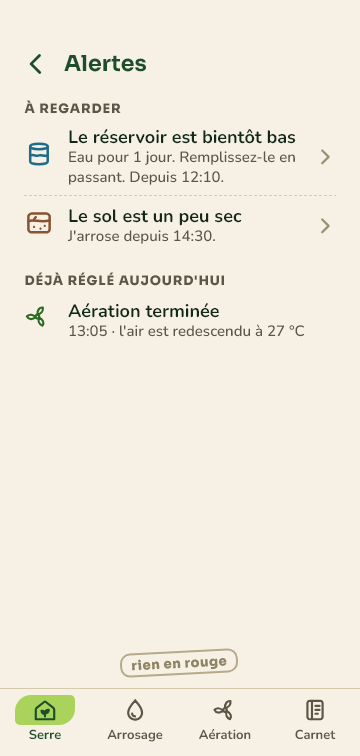 Alertes
À REGARDER
Le réservoir est bientôt bas
Eau pour 1 jour. Remplissez-le en
passant. Depuis 12:10.
Le sol est un peu sec
J'arrose depuis 14:30.
DÉJÀ RÉGLÉ AUJOURD'HUI
Aération terminée
13:05 · l'air est redescendu à 27 °C
rien en rouge
Serre
Arrosage
Aération
Carnet